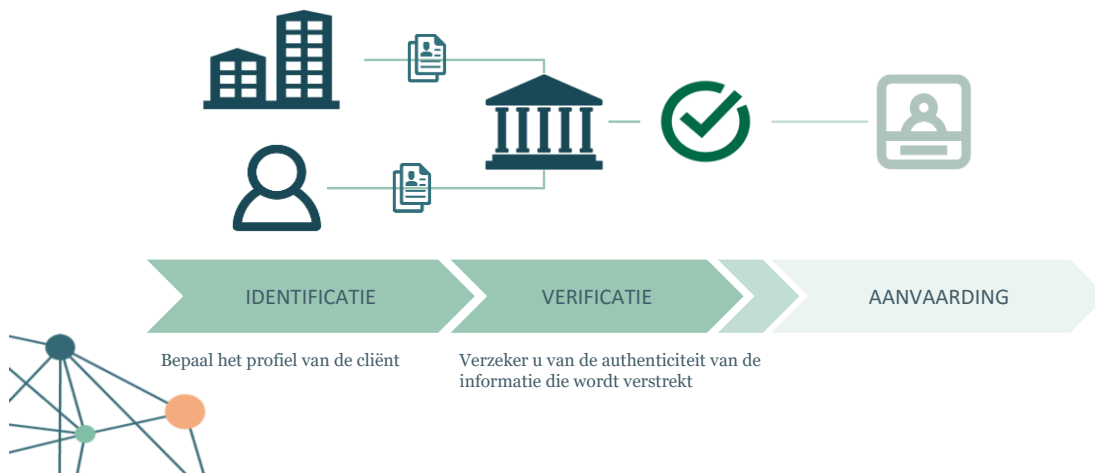 IDENTIFICATIE
VERIFICATIE
AANVAARDING
Bepaal het profiel van de cliënt
Verzeker u van de authenticiteit van de
informatie die wordt verstrekt